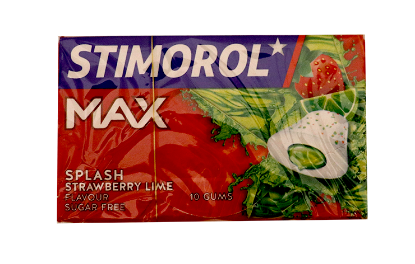 STIMOROL
MAX
SPLASH
STRAWBERRY LIME
FLAVOUR
SUGAR FREE
10 GUMS